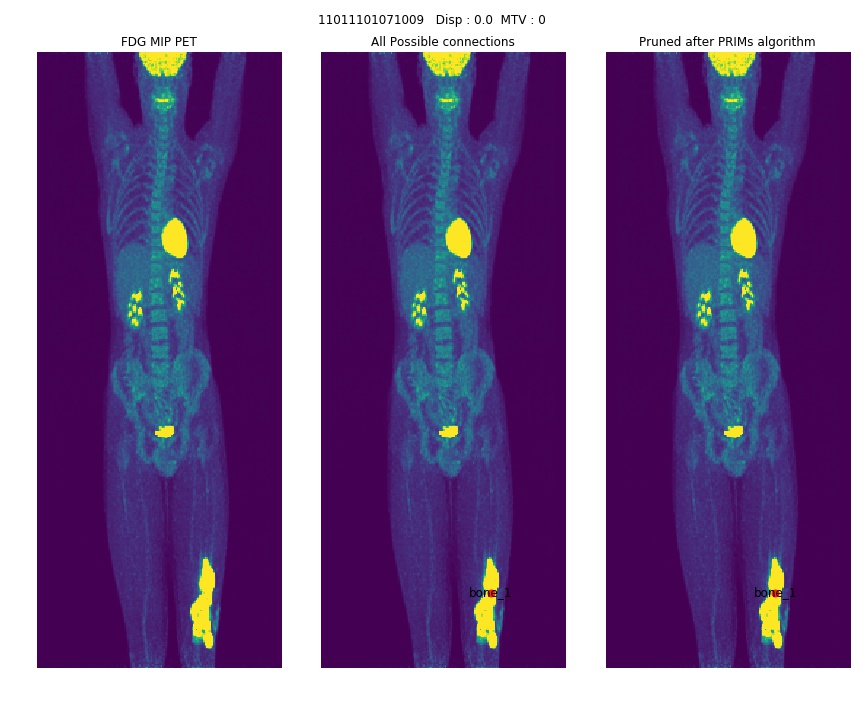 11011101071009   Disp : 0.0  MTV : 0
FDG MIP PET
All Possible connections
Pruned after PRIMs algorithm
bone_1
bone_1